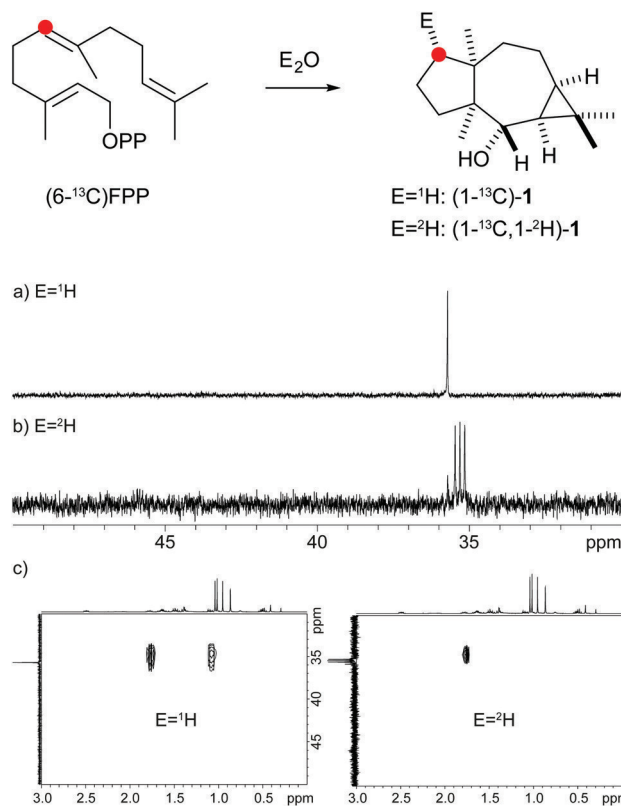 E
E₂O
H
OPP
HO
H
H
(6-¹³C)FPP
E=¹H: (1-¹³C)-1
E=²H: (1-¹³C,1-²H)-1
a) E=¹H
b) E=²H
45 40 35 ppm
c)
ppm
35
40
45
E=¹H
3.0 2.5 2.0 1.5 1.0 0.5 ppm
E=²H
3.0 2.5 2.0 1.5 1.0 0.5 ppm